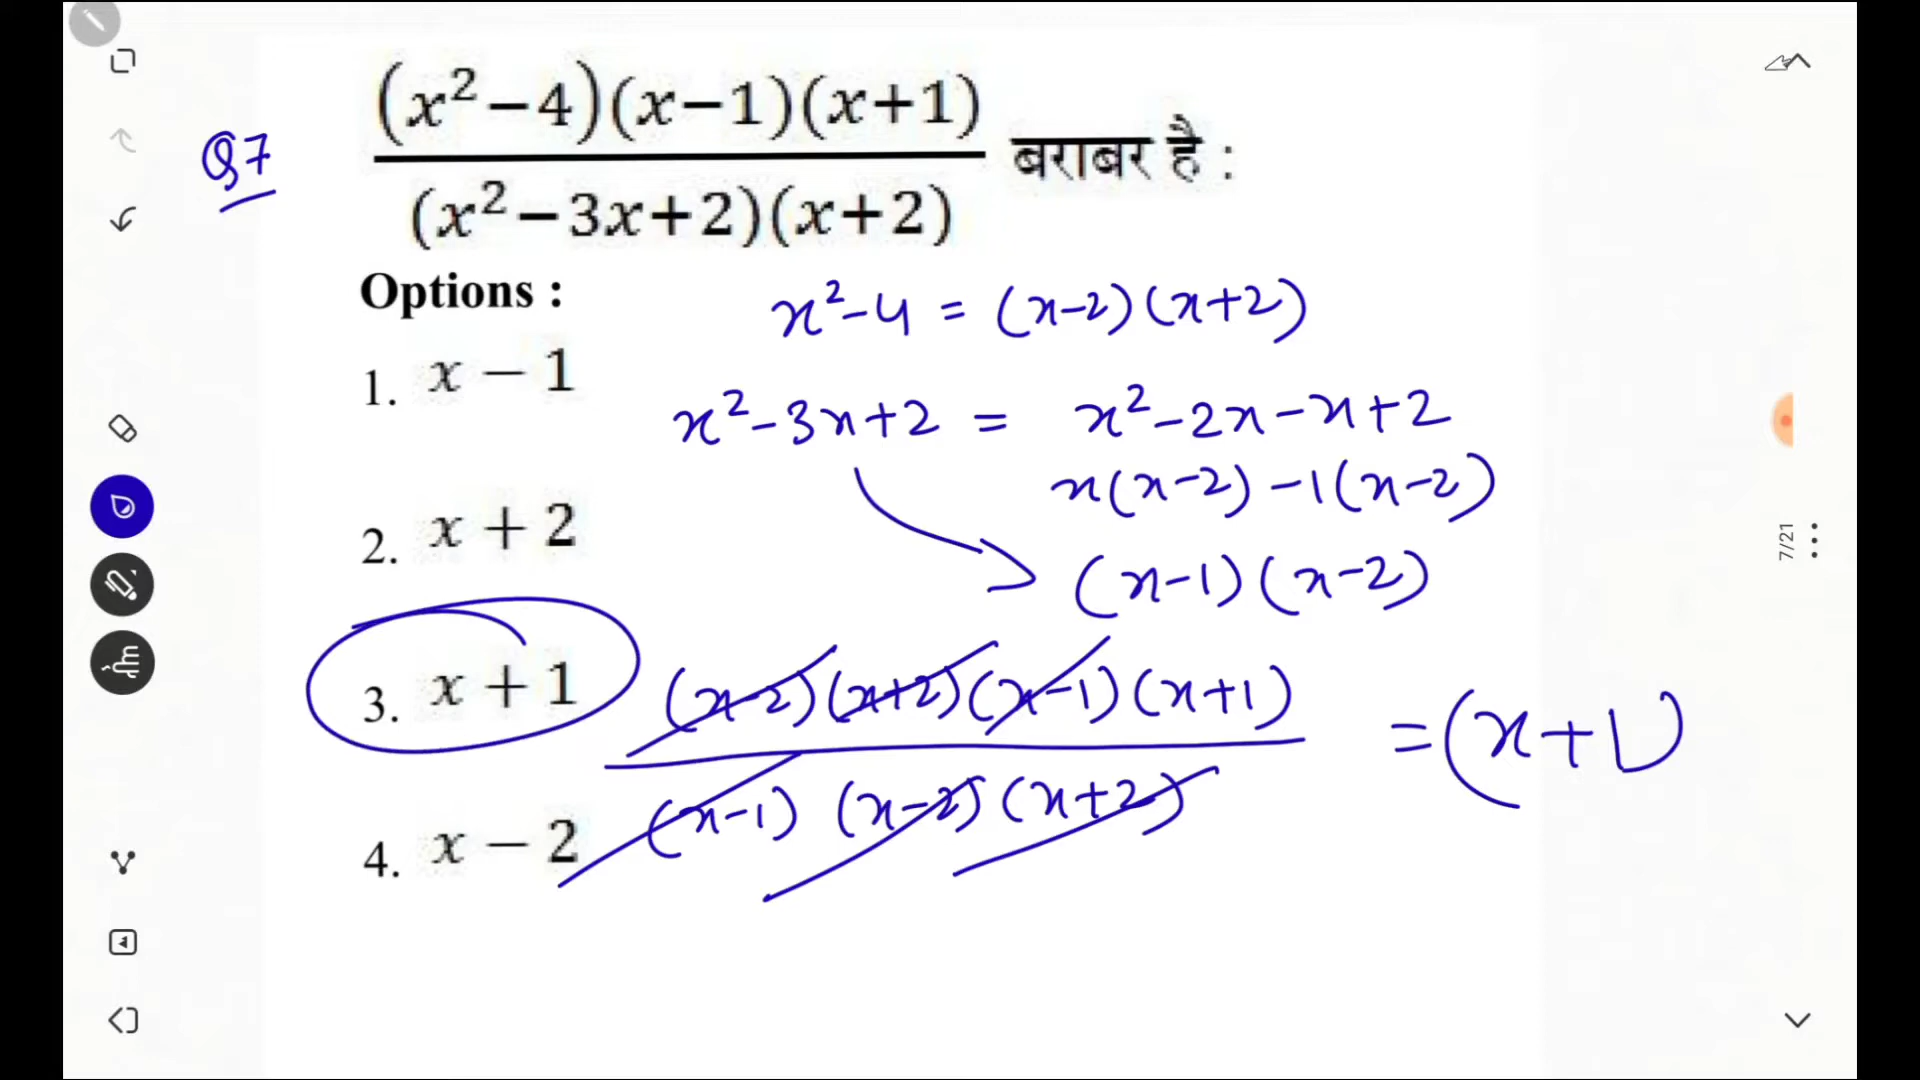 Q7
(x²−4)(x−1)(x+1)
(x²−3x+2)(x+2)
बराबर है :
Options :
1. x − 1
2. x + 2
3. x + 1
4. x − 2
x²-4 = (x-2)(x+2)
x²-3x+2 = x²-2x-x+2
x(x-2)-1(x-2)
(x-1)(x-2)
(x-2)(x+2)(x-1)(x+1)
(x-1)(x-2)(x+2)
=(x+1)
7/21